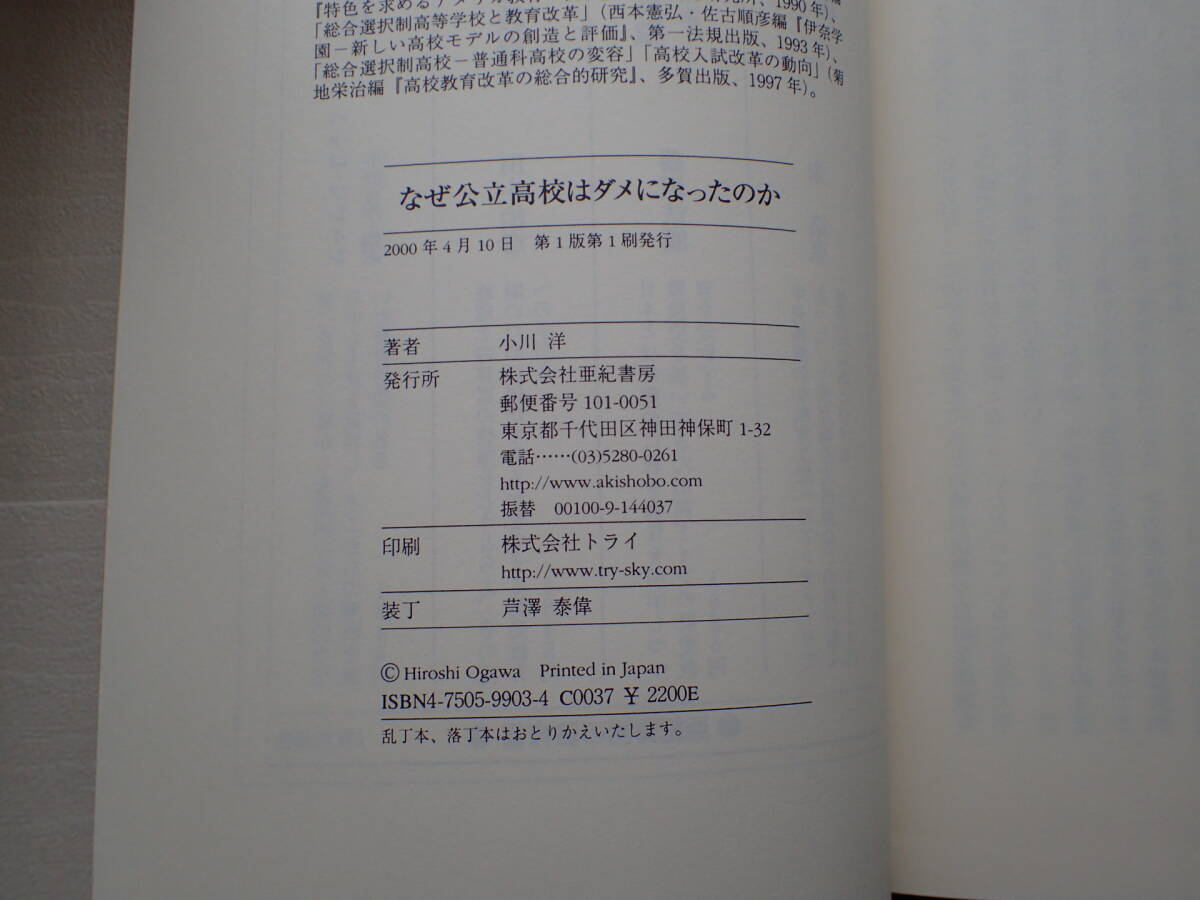 『特色を求めるアメリカ教育
1990年)、
「総合選択制高等学校と教育改革」(西本憲弘・佐古順彦編『伊奈学
園−新しい高校モデルの創造と評価』、第一法規出版、1993年)、
「総合選択制高校−普通科高校の変容」「高校入試改革の動向」(菊
地栄治編『高校教育改革の総合的研究』、多賀出版、1997年)。
なぜ公立高校はダメになったのか
2000年4月10日 第1版第1刷発行
著者 小川 洋
発行所 株式会社亜紀書房
郵便番号 101-0051
東京都千代田区神田神保町 1-32
電話……(03)5280-0261
http://www.akishobo.com
振替 00100-9-144037
印刷 株式会社トライ
http://www.try-sky.com
装丁 芦澤 泰偉
© Hiroshi Ogawa Printed in Japan
ISBN4-7505-9903-4 C0037 ¥ 2200E
乱丁本、落丁本はおとりかえいたします。